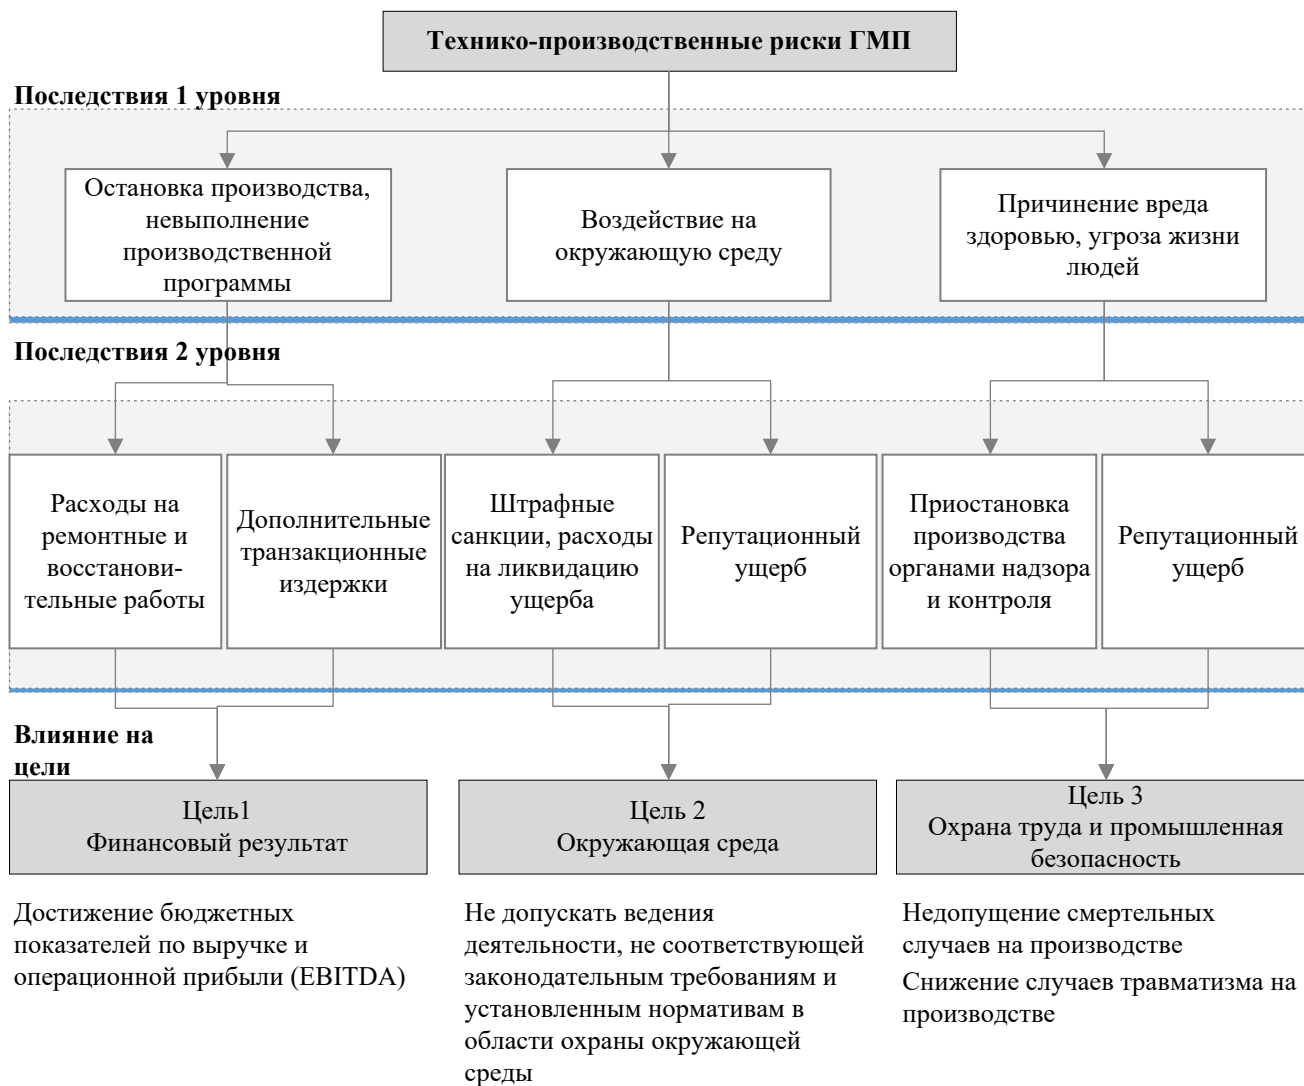 Технико-производственные риски ГМП
Последствия 1 уровня
Остановка производства,
невыполнение
производственной
программы
Воздействие на
окружающую среду
Причинение вреда
здоровью, угроза жизни
людей
Последствия 2 уровня
Расходы на
ремонтные и
восстанови-
тельные работы
Дополнительные
транзакционные
издержки
Штрафные
санкции, расходы
на ликвидацию
ущерба
Репутационный
ущерб
Приостановка
производства
органами надзора
и контроля
Репутационный
ущерб
Влияние на
цели
Цель1
Финансовый результат
Цель 2
Окружающая среда
Цель 3
Охрана труда и промышленная
безопасность
Достижение бюджетных
показателей по выручке и
операционной прибыли (EBITDA)
Не допускать ведения
деятельности, не соответствующей
законодательным требованиям и
установленным нормативам в
области охраны окружающей
среды
Недопущение смертельных
случаев на производстве
Снижение случаев травматизма на
производстве